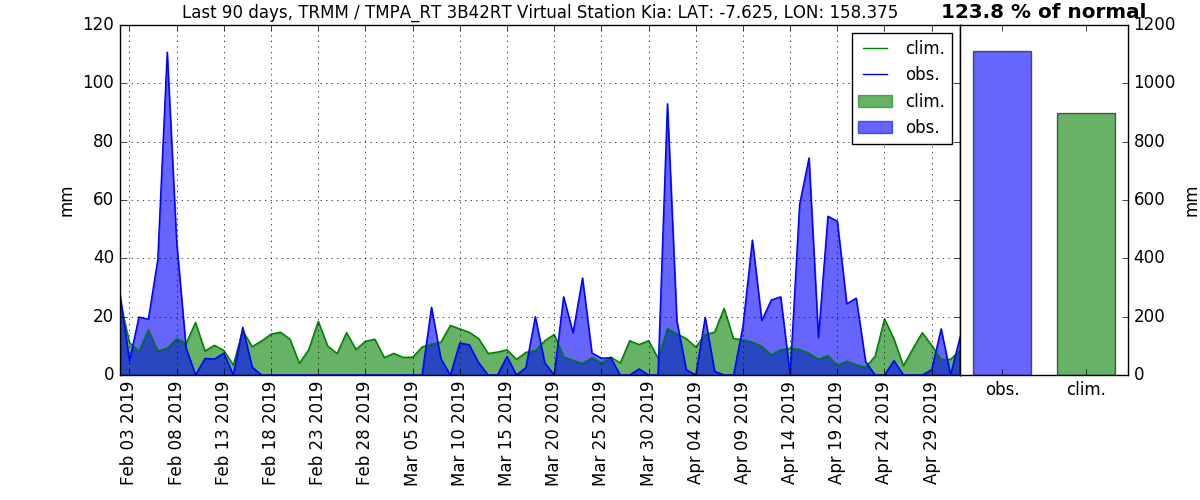 Last 90 days, TRMM / TMPA_RT 3B42RT Virtual Station Kia: LAT: -7.625, LON: 158.375
123.8 % of normal
120
100
80
60
40
20
0
mm
clim.
obs.
clim.
obs.
1200
1000
800
600
400
200
0
mm
Feb 03 2019
Feb 08 2019
Feb 13 2019
Feb 18 2019
Feb 23 2019
Feb 28 2019
Mar 05 2019
Mar 10 2019
Mar 15 2019
Mar 20 2019
Mar 25 2019
Mar 30 2019
Apr 04 2019
Apr 09 2019
Apr 14 2019
Apr 19 2019
Apr 24 2019
Apr 29 2019
obs.
clim.